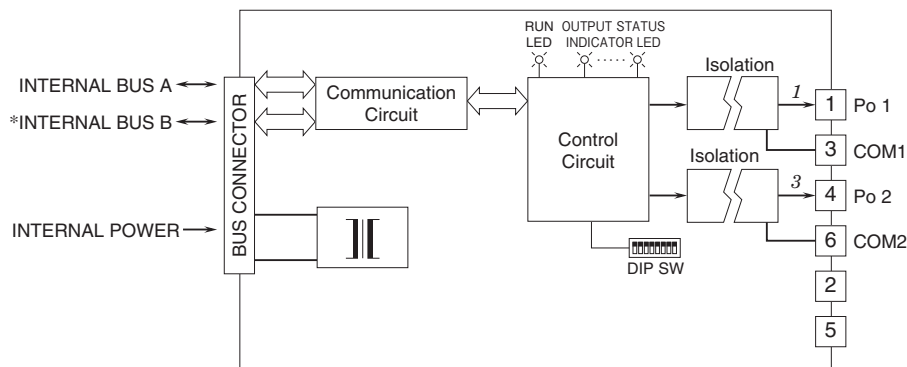 RUN
LED
OUTPUT STATUS
INDICATOR LED
INTERNAL BUS A
*INTERNAL BUS B
INTERNAL POWER
BUS CONNECTOR
Communication
Circuit
Control
Circuit
DIP SW
Isolation
1
1 Po 1
3 COM1
Isolation
3
4 Po 2
6 COM2
2
5